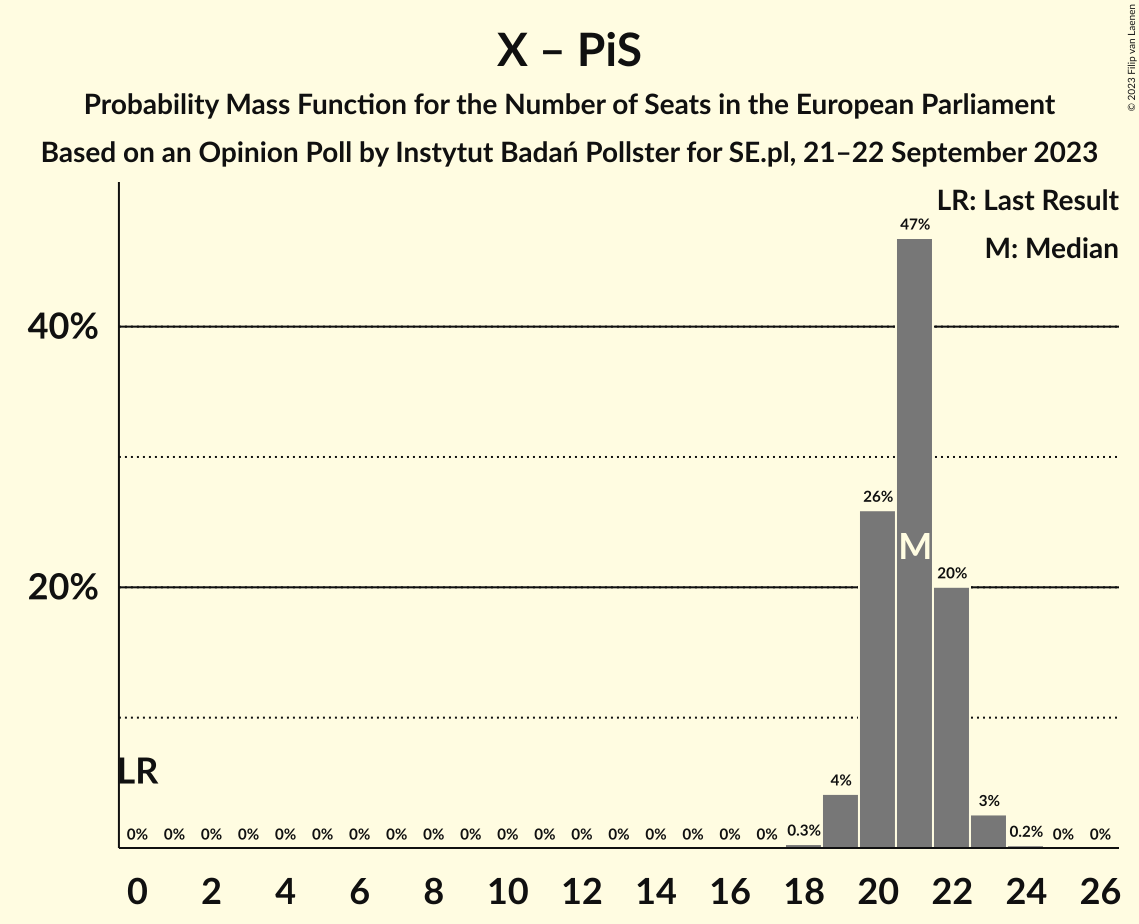 X – PiS
Probability Mass Function for the Number of Seats in the European Parliament
Based on an Opinion Poll by Instytut Badań Pollster for SE.pl, 21–22 September 2023
© 2023 Filip van Laenen
LR: Last Result
M: Median
47%
40%
26%
M
20%
20%
LR
4%
3%
0% 0% 0% 0% 0% 0% 0% 0% 0% 0% 0% 0% 0% 0% 0% 0% 0% 0% 0.3% 0.2% 0% 0%
0 2 4 6 8 10 12 14 16 18 20 22 24 26